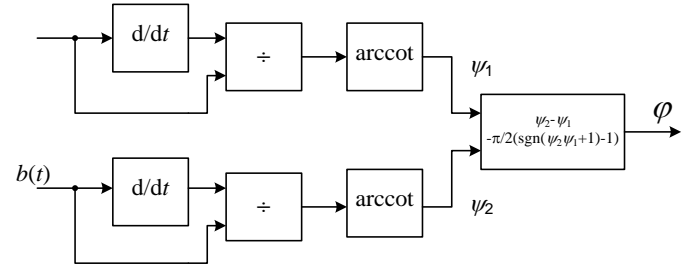 d/dt
÷
arccot
ψ1
ψ2-ψ1
-π/2(sgn(ψ2ψ1+1)-1)
φ
b(t)
d/dt
÷
arccot
ψ2